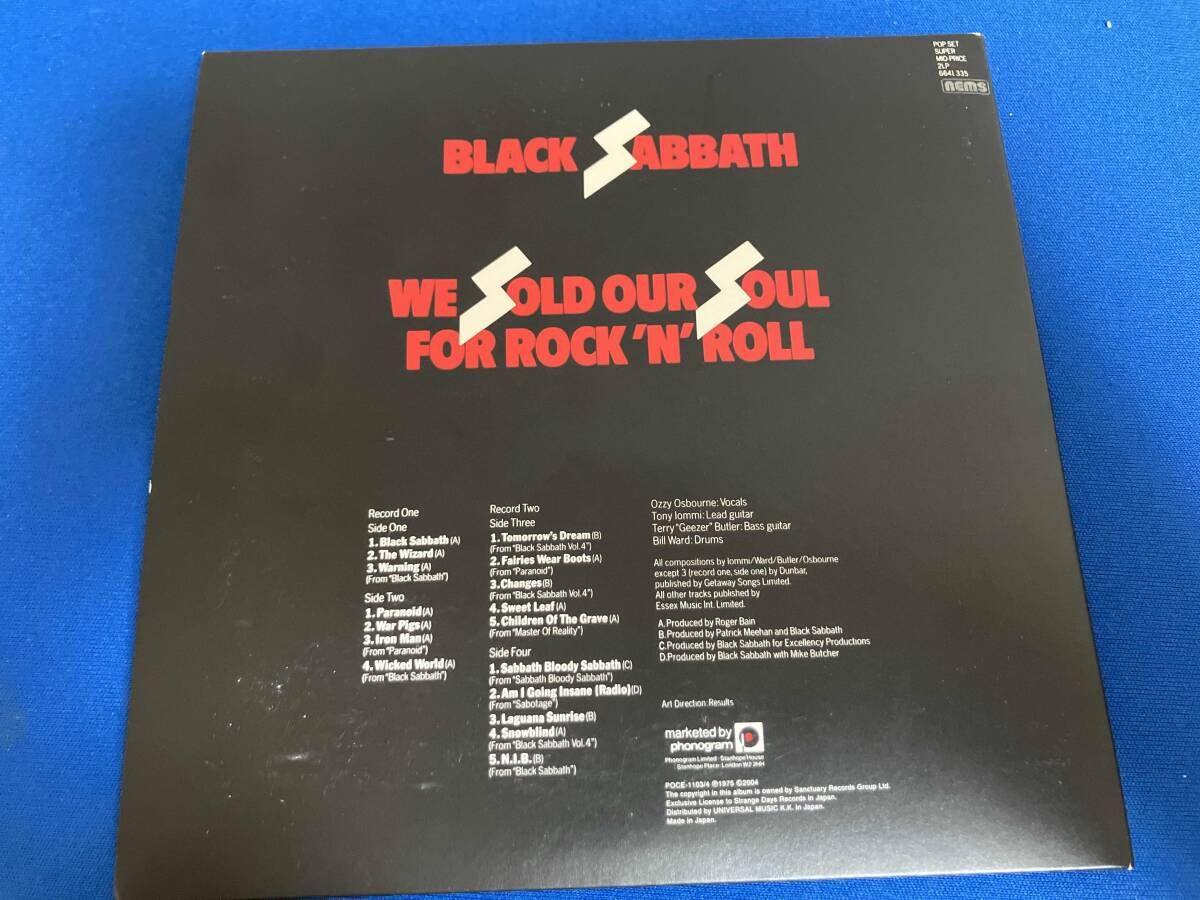 POP SET
SUPER
MID-PRICE
2LP
6641 335
nems
BLACK SABBATH
WE SOLD OUR SOUL
FOR ROCK 'N' ROLL
Record One
Side One
1. Black Sabbath (A)
2. The Wizard (A)
3. Warning (A)
(From "Black Sabbath")
Side Two
1. Paranoid (A)
2. War Pigs (A)
3. Iron Man (A)
(From "Paranoid")
4. Wicked World (A)
(From "Black Sabbath")
Record Two
Side Three
1. Tomorrow's Dream (B)
(From "Black Sabbath Vol. 4")
2. Fairies Wear Boots (A)
(From "Paranoid")
3. Changes (B)
(From "Black Sabbath Vol. 4")
4. Sweet Leaf (A)
5. Children Of The Grave (A)
(From "Master Of Reality")
Side Four
1. Sabbath Bloody Sabbath (C)
(From "Sabbath Bloody Sabbath")
2. Am I Going Insane (Radio) (D)
(From "Sabotage")
3. Laguana Sunrise (B)
4. Snowblind (A)
(From "Black Sabbath Vol. 4")
5. N.I.B. (B)
(From "Black Sabbath")
Ozzy Osbourne: Vocals
Tony Iommi: Lead guitar
Terry "Geezer" Butler: Bass guitar
Bill Ward: Drums
All compositions by Iommi/Ward/Butler/Osbourne
except 3 (record one, side one) by Dunbar,
published by Getaway Songs Limited.
All other tracks published by
Essex Music Int. Limited.
A. Produced by Roger Bain
B. Produced by Patrick Meehan and Black Sabbath
C. Produced by Black Sabbath for Excellency Productions
D. Produced by Black Sabbath with Mike Butcher
Art Direction: Results
marketed by
phonogram
Phonogram Limited · Stanhope House
Stanhope Place · London W2 2HH
POCE-1103/4 ℗1975 ©2004
The copyright in this album is owned by Sanctuary Records Group Ltd.
Exclusive License to Strange Days Records in Japan.
Distributed by UNIVERSAL MUSIC K.K. in Japan.
Made in Japan.